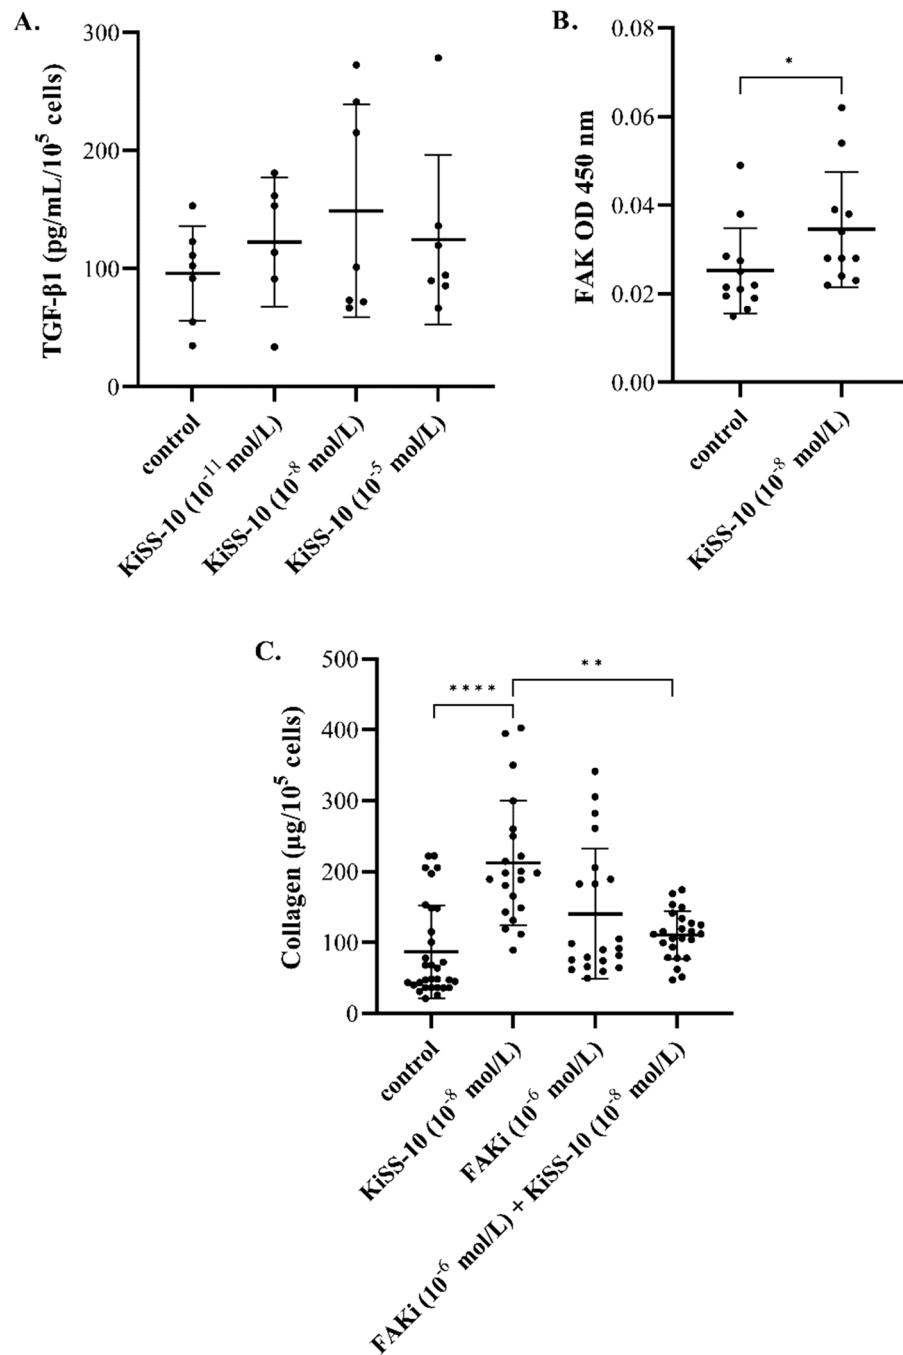 A.
TGF-β1 (pg/mL/10⁵ cells)
300
200
100
0
control
KiSS-10 (10⁻¹¹ mol/L)
KiSS-10 (10⁻⁸ mol/L)
KiSS-10 (10⁻⁵ mol/L)
B.
FAK OD 450 nm
0.08
0.06
0.04
0.02
0.00
*
control
KiSS-10 (10⁻⁸ mol/L)
C.
Collagen (µg/10⁵ cells)
500
400
300
200
100
0
****
**
control
KiSS-10 (10⁻⁸ mol/L)
FAKi (10⁻⁶ mol/L)
FAKi (10⁻⁶ mol/L) + KiSS-10 (10⁻⁸ mol/L)